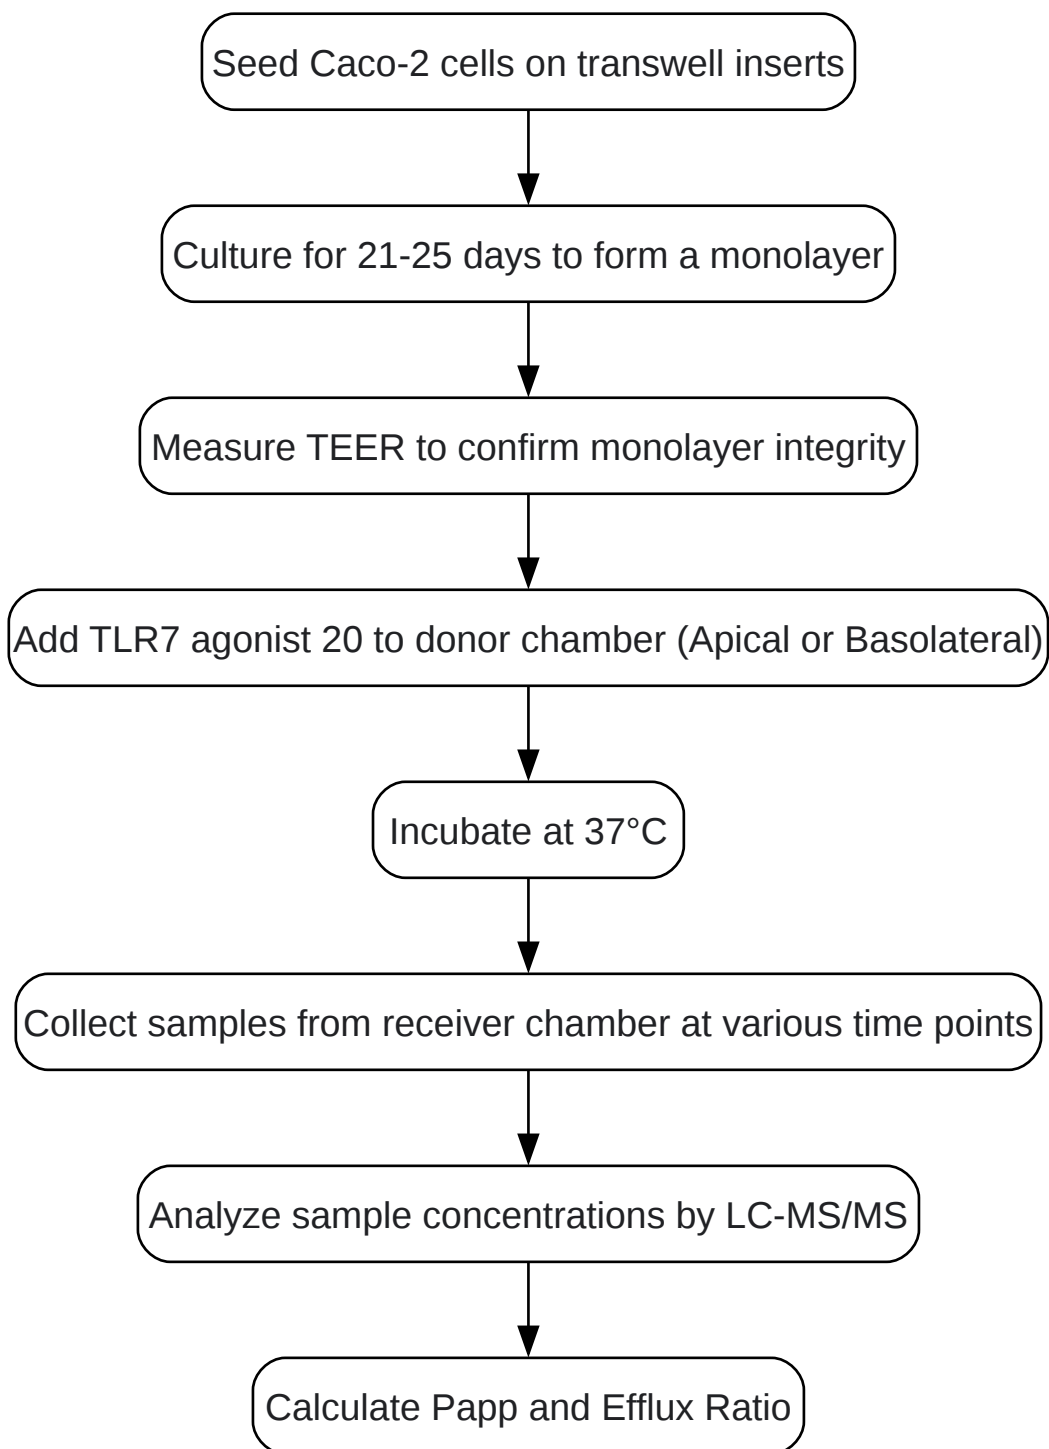 Seed Caco-2 cells on transwell inserts
Culture for 21-25 days to form a monolayer
Measure TEER to confirm monolayer integrity
Add TLR7 agonist 20 to donor chamber (Apical or Basolateral)
Incubate at 37°C
Collect samples from receiver chamber at various time points
Analyze sample concentrations by LC-MS/MS
Calculate Papp and Efflux Ratio